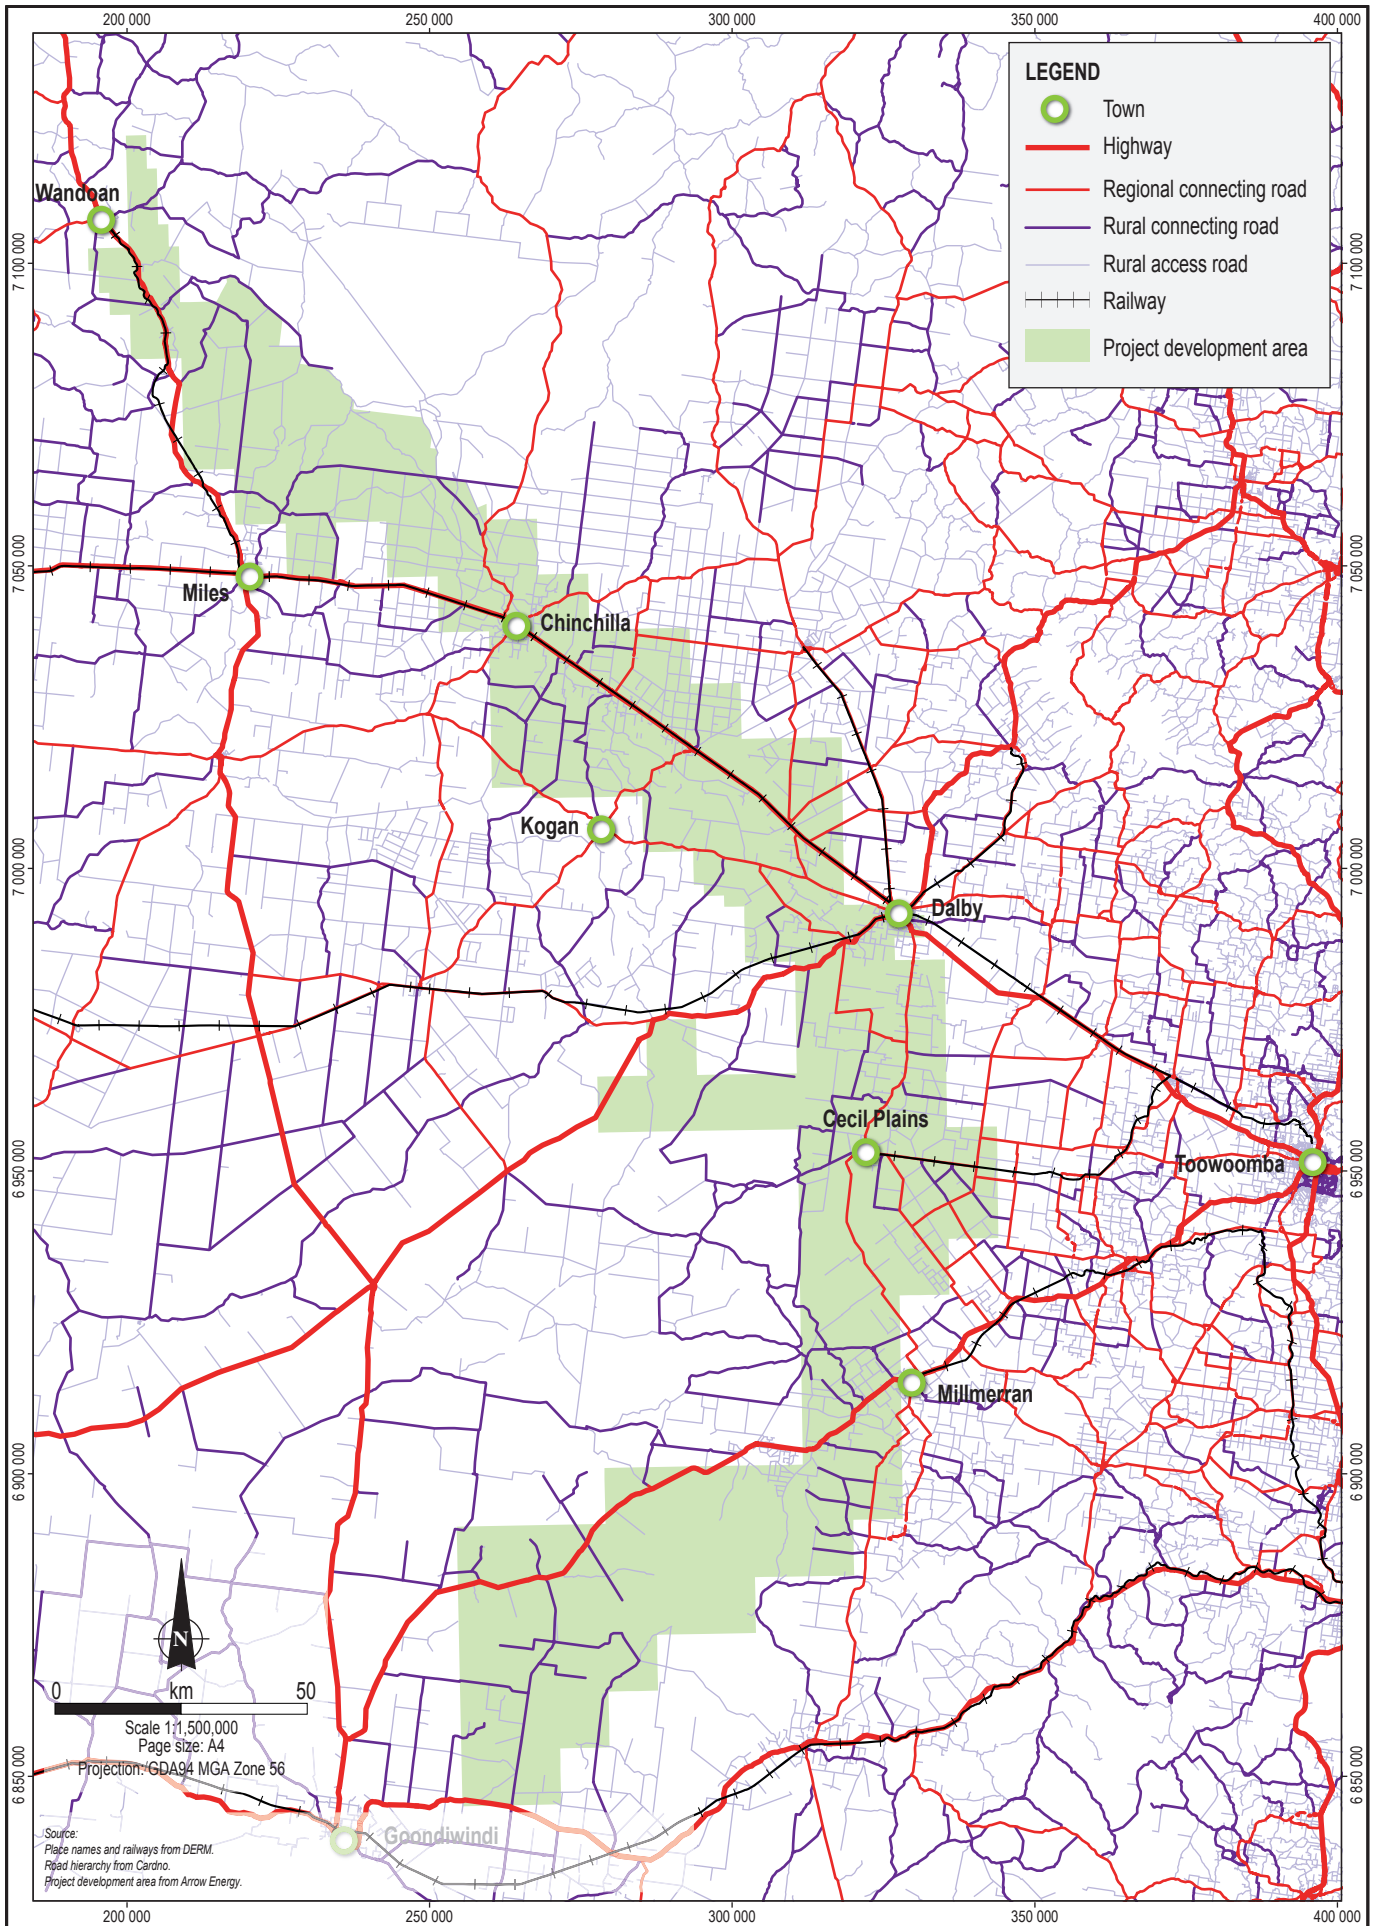 200 000
250 000
300 000
350 000
400 000
LEGEND
Town
Highway
Regional connecting road
Rural connecting road
Rural access road
Railway
Project development area
Wandoan
7 100 000
7 100 000
7 050 000
7 050 000
Miles
Chinchilla
Kogan
7 000 000
7 000 000
Dalby
Cecil Plains
Toowoomba
6 950 000
6 950 000
Millmerran
6 900 000
6 900 000
N
0 km 50
Scale 1:1,500,000
Page size: A4
Projection: GDA94 MGA Zone 56
6 850 000
6 850 000
Goondiwindi
Source:
Place names and railways from DERM.
Road hierarchy from Cardno.
Project development area from Arrow Energy.
200 000
250 000
300 000
350 000
400 000